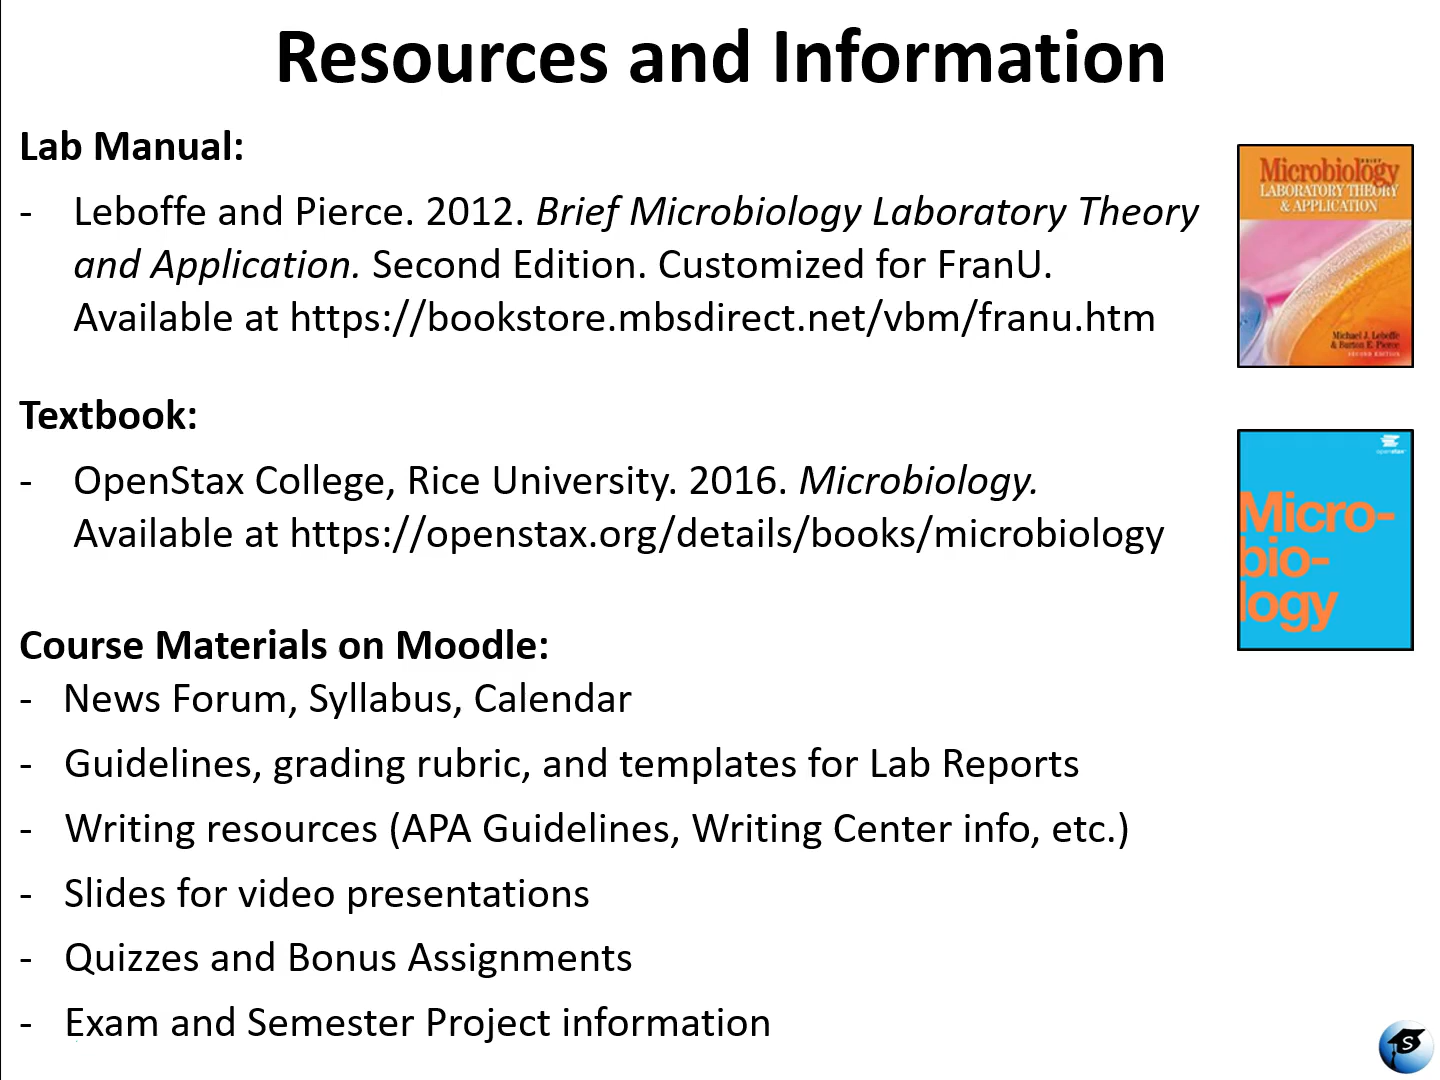 Resources and Information
Lab Manual:
- Leboffe and Pierce. 2012. Brief Microbiology Laboratory Theory
and Application. Second Edition. Customized for FranU.
Available at https://bookstore.mbsdirect.net/vbm/franu.htm
BRIEF
Microbiology
LABORATORY THEORY
& APPLICATION
Michael J. Leboffe
& Burton E. Pierce
SECOND EDITION
Textbook:
- OpenStax College, Rice University. 2016. Microbiology.
Available at https://openstax.org/details/books/microbiology
openstax
Micro-
bio-
logy
Course Materials on Moodle:
- News Forum, Syllabus, Calendar
- Guidelines, grading rubric, and templates for Lab Reports
- Writing resources (APA Guidelines, Writing Center info, etc.)
- Slides for video presentations
- Quizzes and Bonus Assignments
- Exam and Semester Project information
S